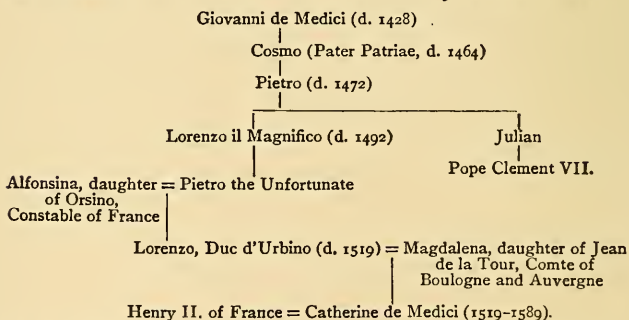 Giovanni de Medici (d. 1428)
Cosmo (Pater Patriae, d. 1464)
Pietro (d. 1472)
Lorenzo il Magnifico (d. 1492) Julian
Pope Clement VII.
Alfonsina, daughter = Pietro the Unfortunate
of Orsino,
Constable of France
Lorenzo, Duc d'Urbino (d. 1519) = Magdalena, daughter of Jean
de la Tour, Comte of
Boulogne and Auvergne
Henry II. of France = Catherine de Medici (1519-1589).